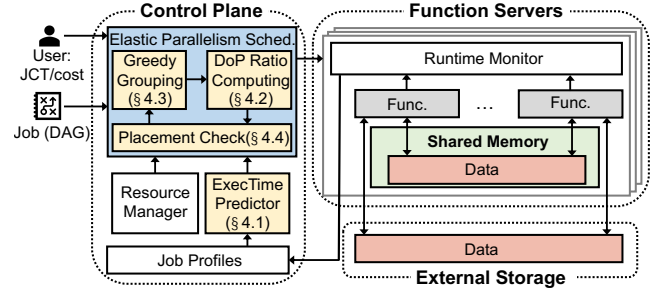 Control Plane
Function Servers
User:
JCT/cost
Job (DAG)
Elastic Parallelism Sched.
Greedy
Grouping
(§ 4.3)
DoP Ratio
Computing
(§ 4.2)
Placement Check(§ 4.4)
Resource
Manager
ExecTime
Predictor
(§ 4.1)
Job Profiles
Runtime Monitor
Func.
...
Func.
Shared Memory
Data
Data
External Storage